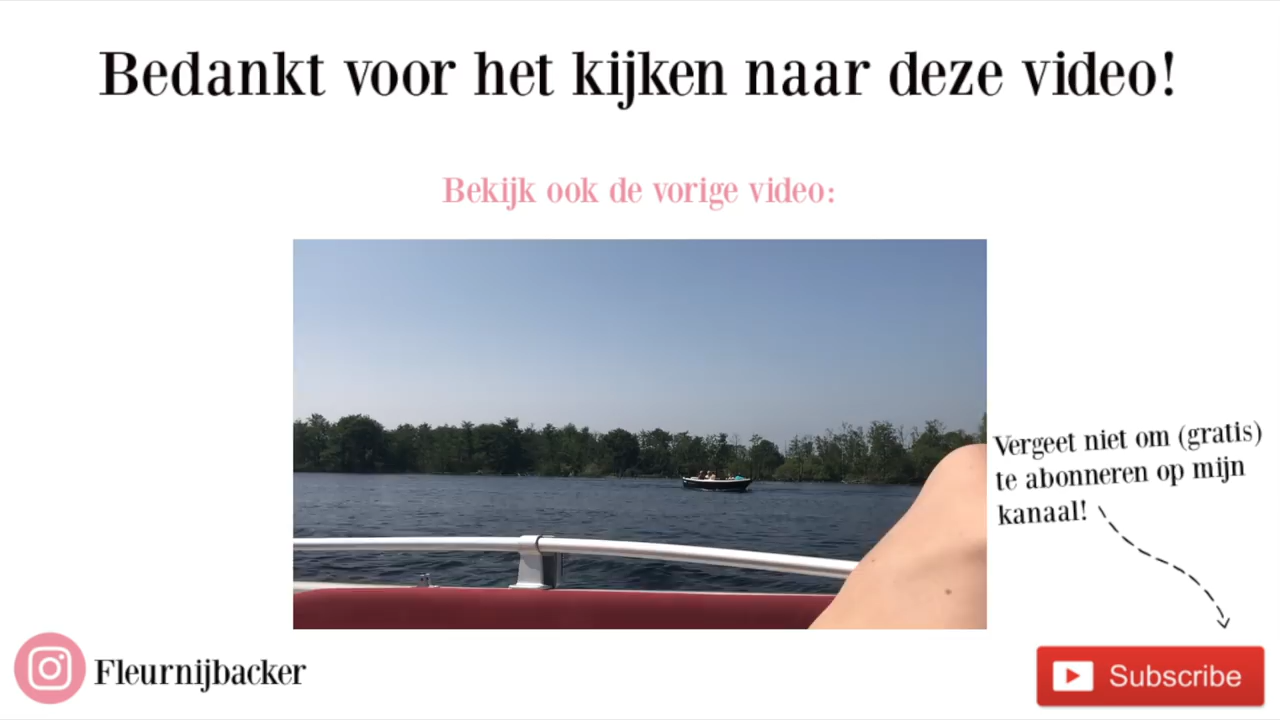 Bedankt voor het kijken naar deze video!
Bekijk ook de vorige video:
Vergeet niet om (gratis)
te abonneren op mijn
kanaal!
Fleurnijbacker
Subscribe